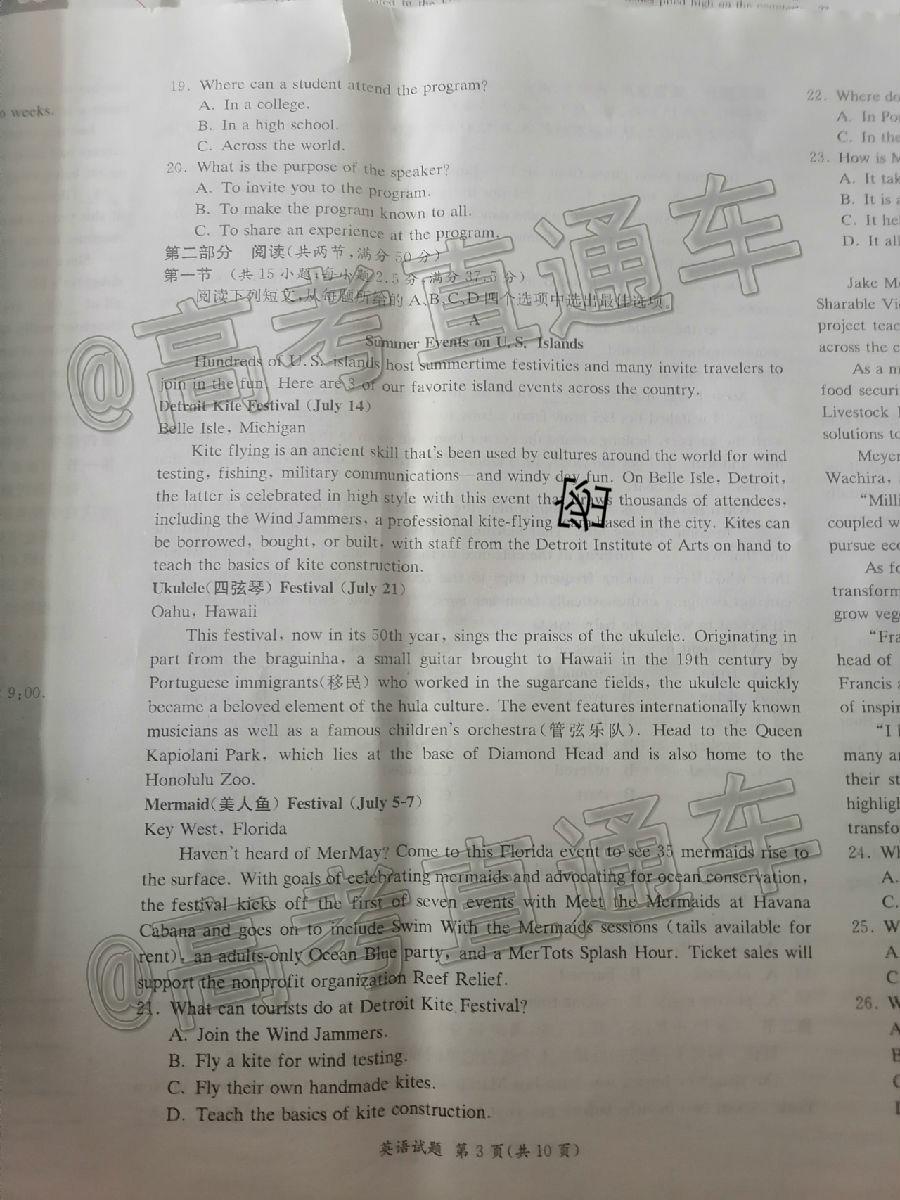 19. Where can a student attend the program?
A. In a college.
B. In a high school.
C. Across the world.
20. What is the purpose of the speaker?
A. To invite you to the program.
B. To make the program known to all.
C. To share an experience at the program.
第二部分 阅读(共两节,满分50分)
第一节 (共15小题;每小题2.5分,满分37.5分)
阅读下列短文,从每题所给的A、B、C、D四个选项中选出最佳选项。
A
Summer Events on U.S. Islands
Hundreds of U.S. islands host summertime festivities and many invite travelers to
join in the fun. Here are 3 of our favorite island events across the country.
Detroit Kite Festival (July 14)
Belle Isle, Michigan
Kite flying is an ancient skill that's been used by cultures around the world for wind
testing, fishing, military communications—and windy day fun. On Belle Isle, Detroit,
the latter is celebrated in high style with this event that draws thousands of attendees,
including the Wind Jammers, a professional kite-flying based in the city. Kites can
be borrowed, bought, or built, with staff from the Detroit Institute of Arts on hand to
teach the basics of kite construction.
Ukulele(四弦琴) Festival (July 21)
Oahu, Hawaii
This festival, now in its 50th year, sings the praises of the ukulele. Originating in
part from the braguinha, a small guitar brought to Hawaii in the 19th century by
Portuguese immigrants(移民) who worked in the sugarcane fields, the ukulele quickly
became a beloved element of the hula culture. The event features internationally known
musicians as well as a famous children's orchestra(管弦乐队). Head to the Queen
Kapiolani Park, which lies at the base of Diamond Head and is also home to the
Honolulu Zoo.
Mermaid(美人鱼) Festival (July 5-7)
Key West, Florida
Haven't heard of MerMay? Come to this Florida event to see 35 mermaids rise to
the surface. With goals of celebrating mermaids and advocating for ocean conservation,
the festival kicks off the first of seven events with Meet the Mermaids at Havana
Cabana and goes on to include Swim With the Mermaids sessions (tails available for
rent), an adults-only Ocean Blue party, and a MerTots Splash Hour. Ticket sales will
support the nonprofit organization Reef Relief.
21. What can tourists do at Detroit Kite Festival?
A. Join the Wind Jammers.
B. Fly a kite for wind testing.
C. Fly their own handmade kites.
D. Teach the basics of kite construction.
英语试题 第3页(共10页)
@高考直通车
@高考直通车
weeks.
9:00.
22. Where do
A. In
C. In the
23. How is
A. It
B. It is
C. It
D. It
Jake
Sharable
project
across the
As a
food
Livestock
solutions
Meyer
Wachira,
coupled
pursue
As
transform
grow
head of
Francis
of
"I
many
their
highlight
24.
A.
C.
25.
A
C
26.
A